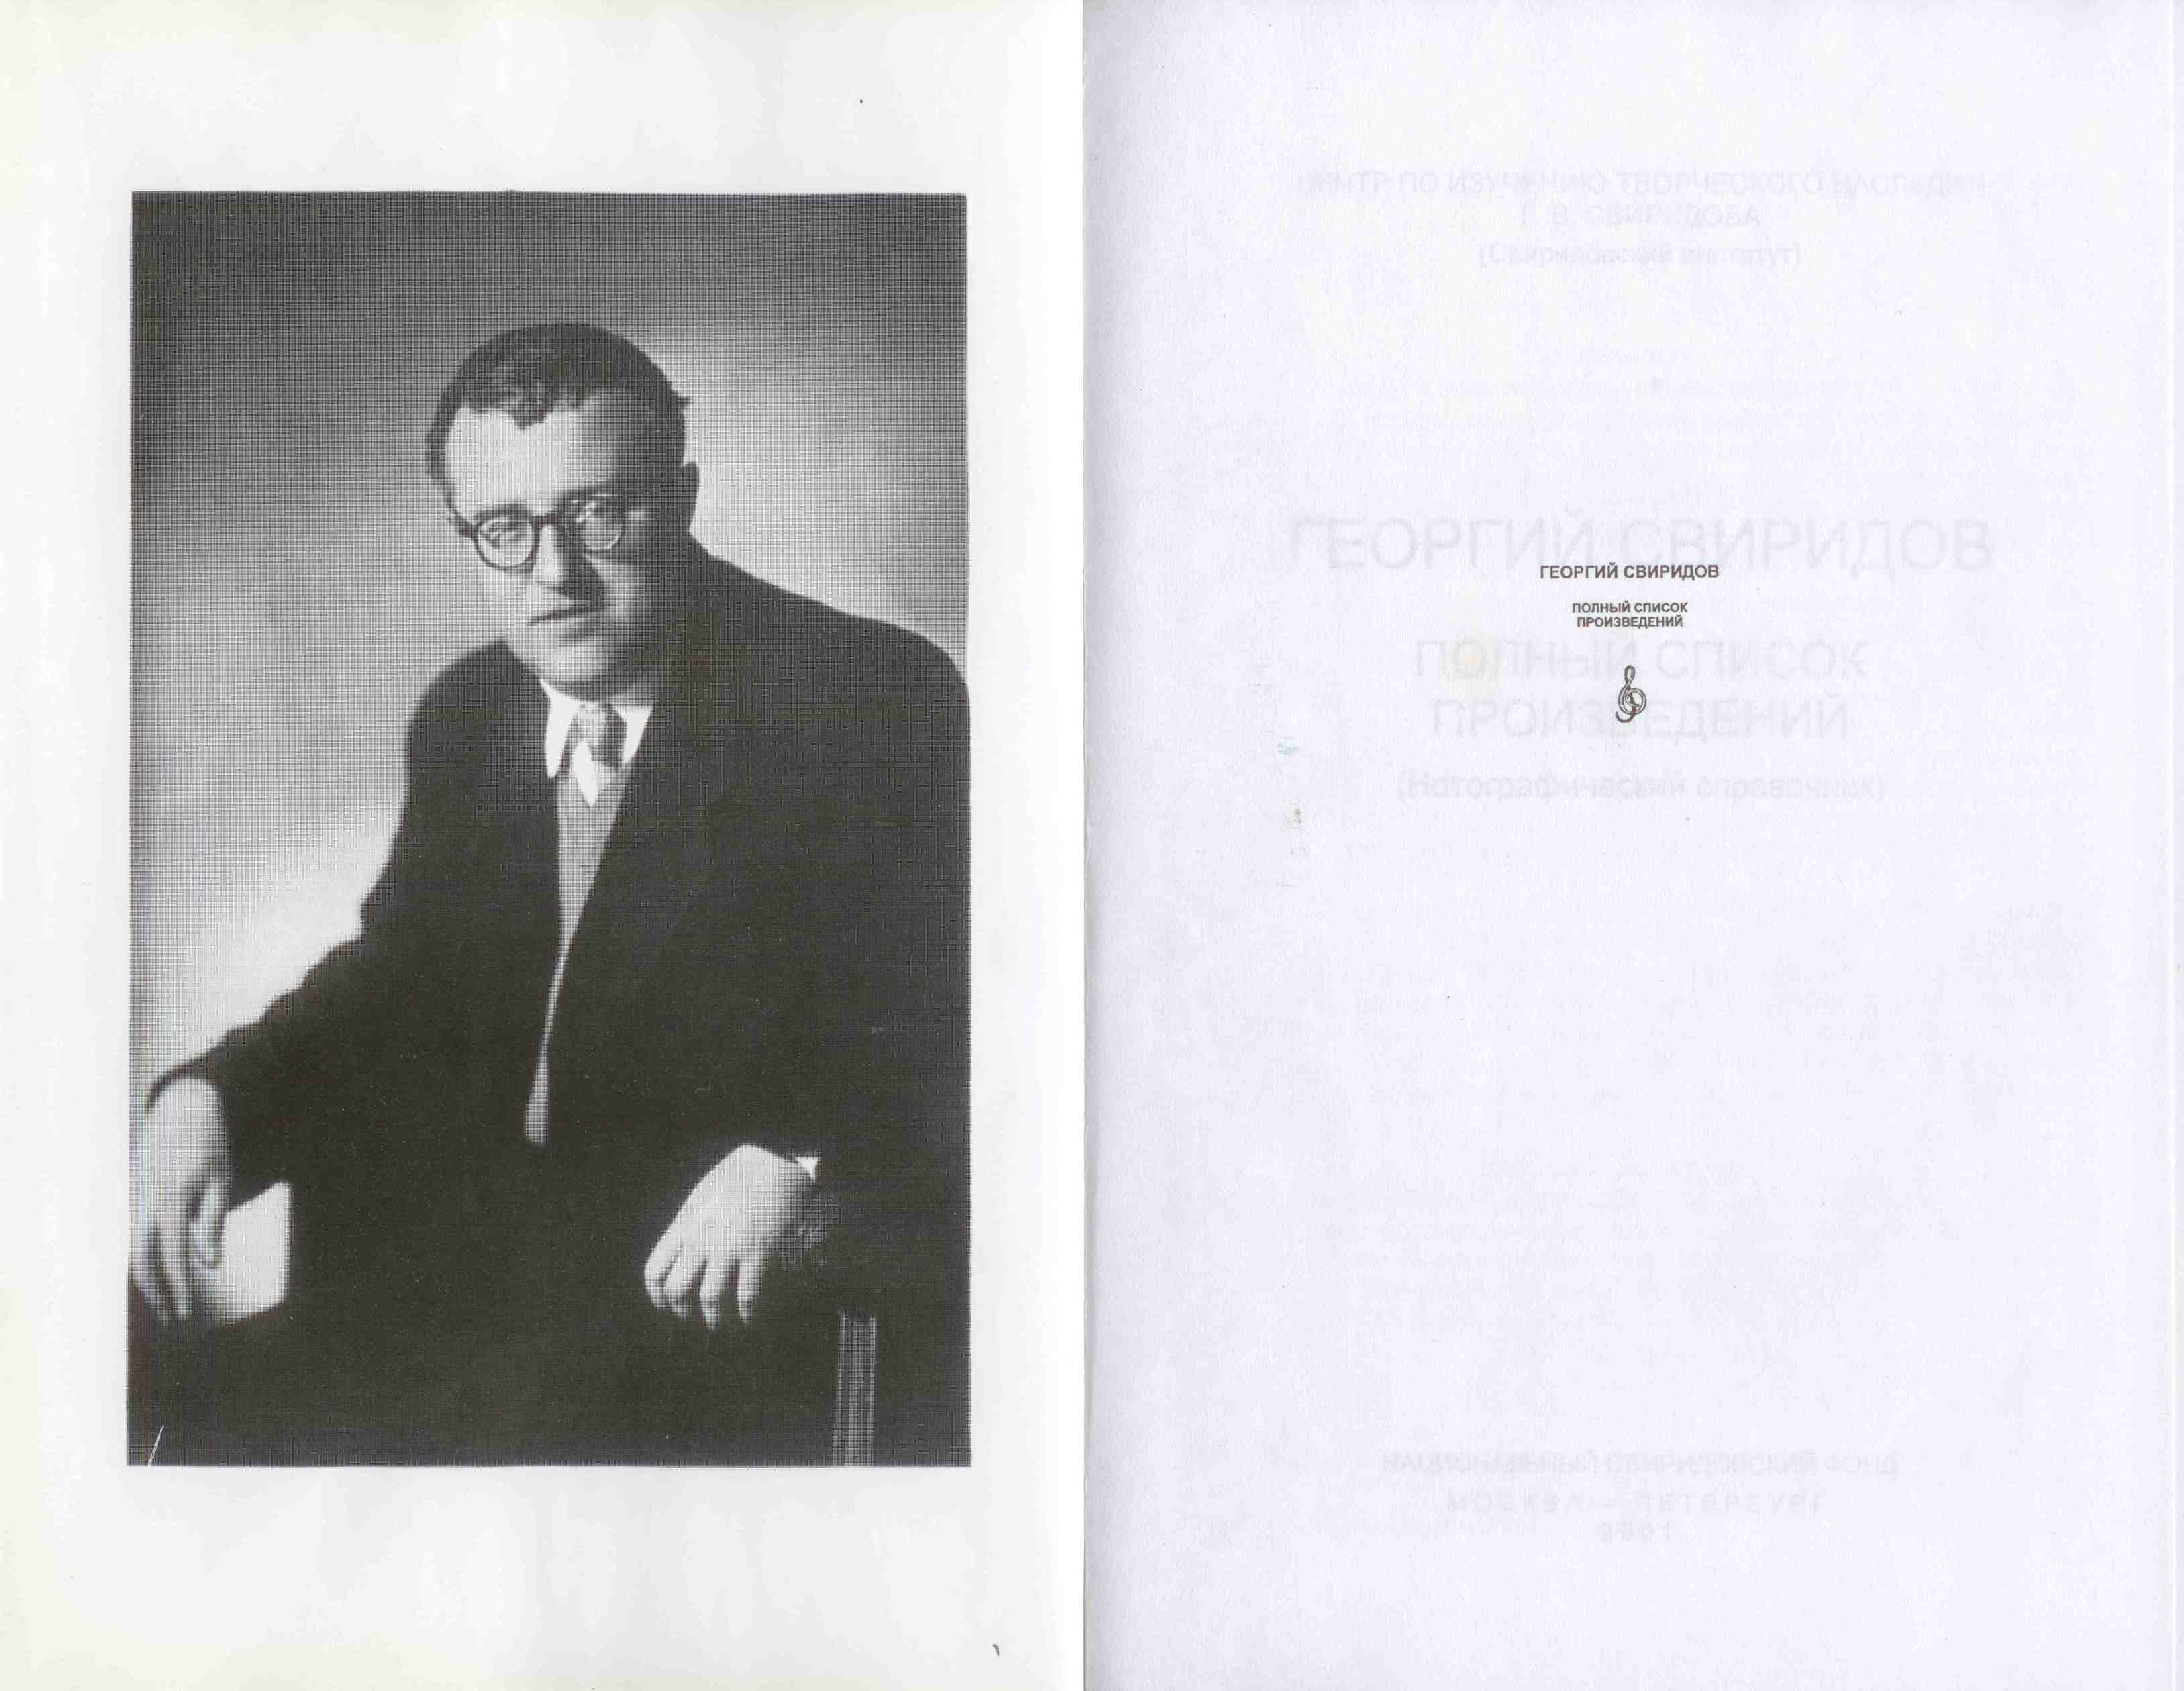 ЦЕНТР ПО ИЗУЧЕНИЮ ТВОРЧЕСКОГО НАСЛЕДИЯ
Г. В. СВИРИДОВА
(Свиридовский институт)
ГЕОРГИЙ СВИРИДОВ
ГЕОРГИЙ СВИРИДОВ
ПОЛНЫЙ СПИСОК
ПРОИЗВЕДЕНИЙ
ПОЛНЫЙ СПИСОК
ПРОИЗВЕДЕНИЙ
(Нотографический справочник)
НАЦИОНАЛЬНЫЙ СВИРИДОВСКИЙ ФОНД
МОСКВА — ПЕТЕРБУРГ
2001